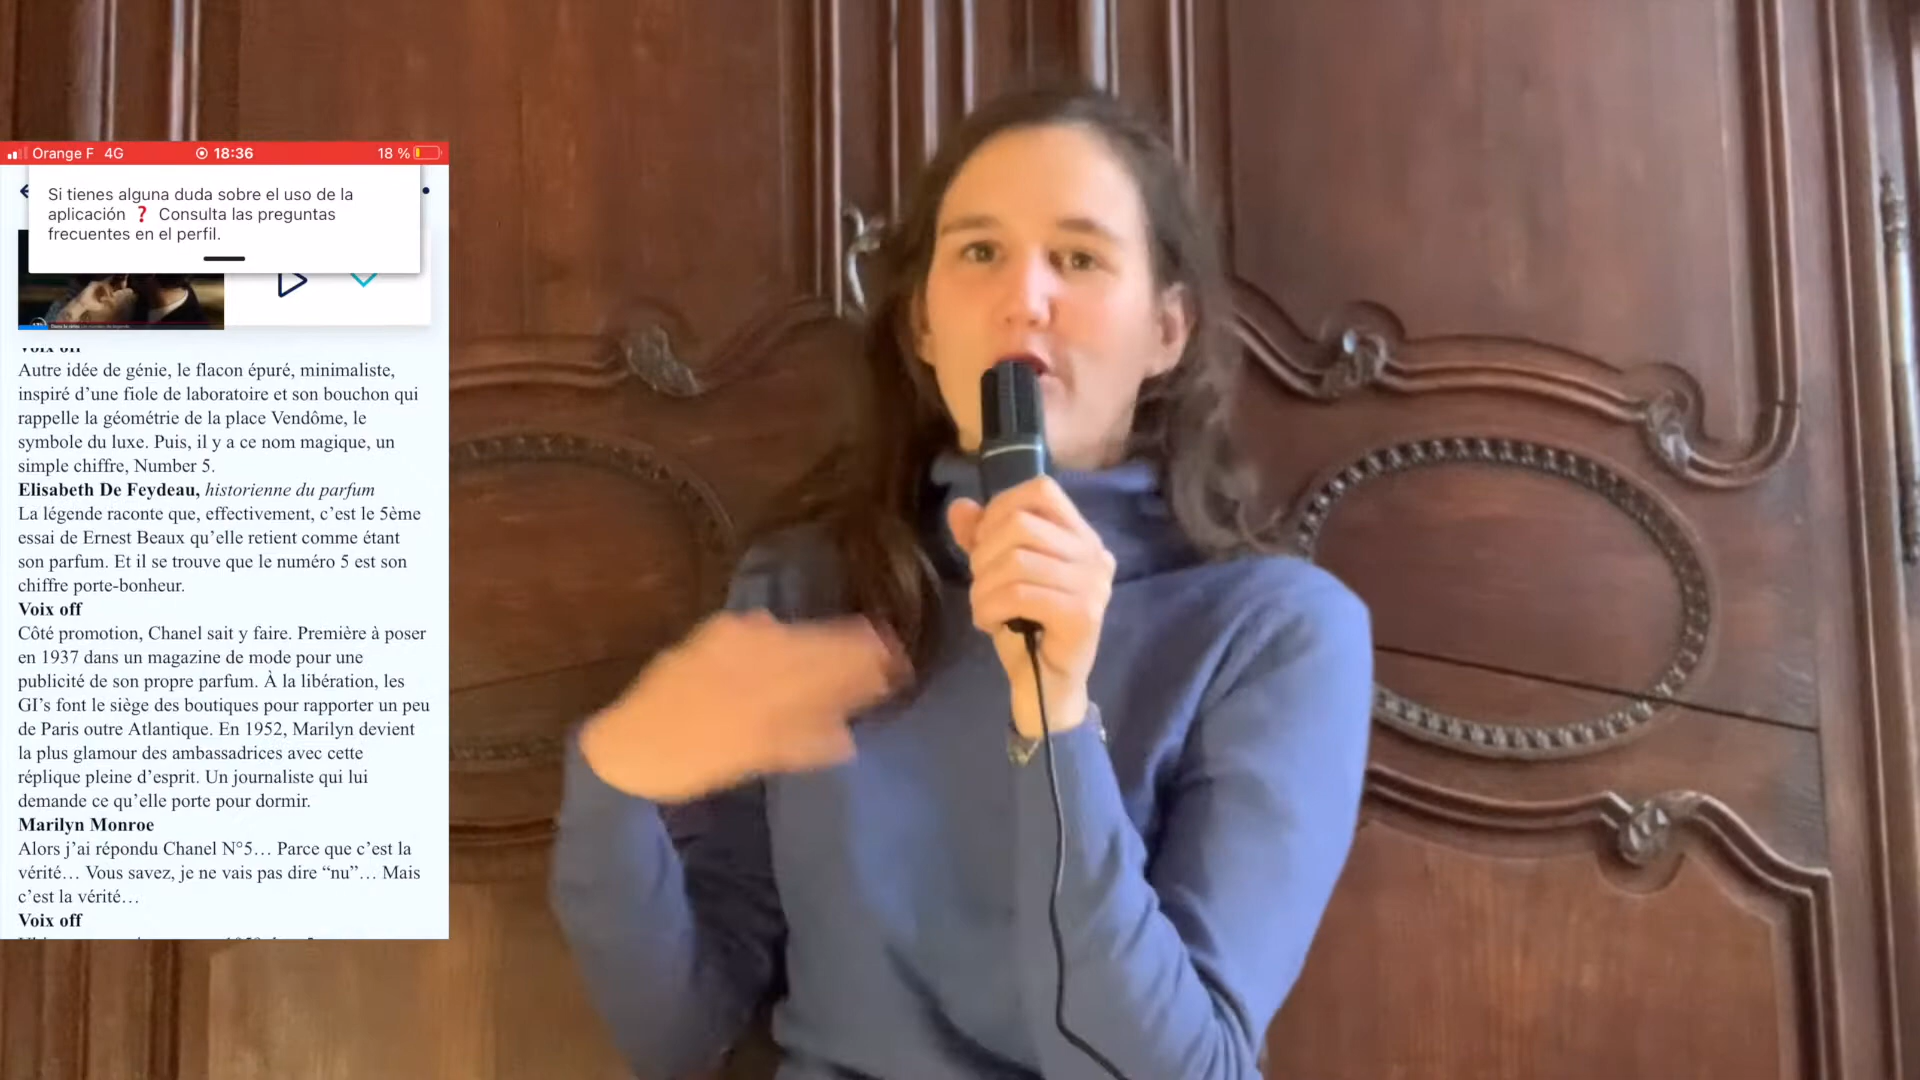 Orange F 4G 18:36 18 %
Si tienes alguna duda sobre el uso de la
aplicación ❓ Consulta las preguntas
frecuentes en el perfil.
Voix off
Autre idée de génie, le flacon épuré, minimaliste,
inspiré d’une fiole de laboratoire et son bouchon qui
rappelle la géométrie de la place Vendôme, le
symbole du luxe. Puis, il y a ce nom magique, un
simple chiffre, Number 5.
Elisabeth De Feydeau, historienne du parfum
La légende raconte que, effectivement, c’est le 5ème
essai de Ernest Beaux qu’elle retient comme étant
son parfum. Et il se trouve que le numéro 5 est son
chiffre porte-bonheur.
Voix off
Côté promotion, Chanel sait y faire. Première à poser
en 1937 dans un magazine de mode pour une
publicité de son propre parfum. À la libération, les
GI’s font le siège des boutiques pour rapporter un peu
de Paris outre Atlantique. En 1952, Marilyn devient
la plus glamour des ambassadrices avec cette
réplique pleine d’esprit. Un journaliste qui lui
demande ce qu’elle porte pour dormir.
Marilyn Monroe
Alors j’ai répondu Chanel N°5… Parce que c’est la
vérité… Vous savez, je ne vais pas dire “nu”… Mais
c’est la vérité…
Voix off